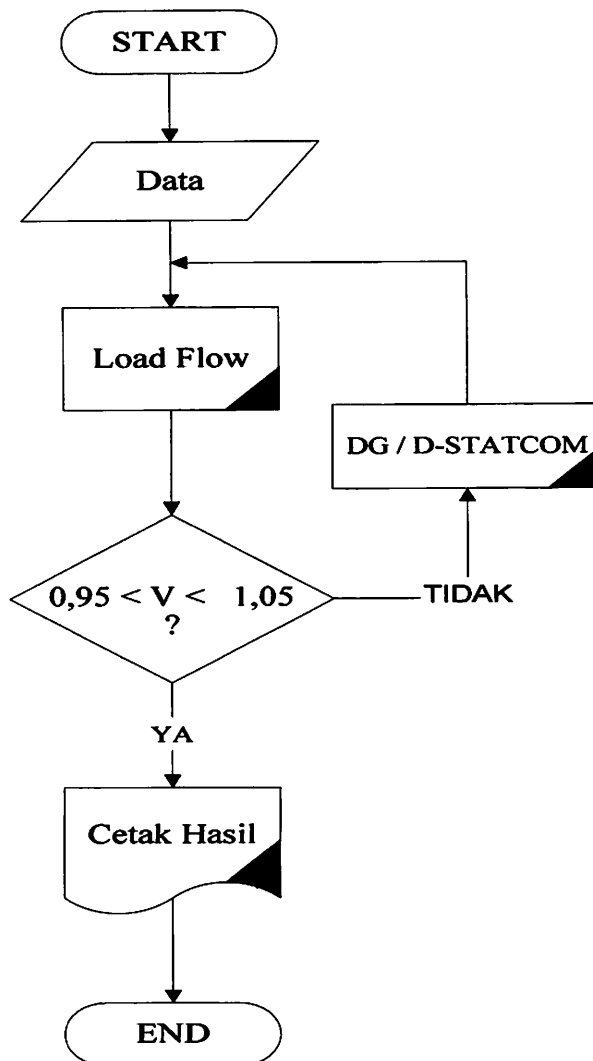 START
Data
Load Flow
DG / D-STATCOM
0,95 < V < 1,05
?
TIDAK
YA
Cetak Hasil
END